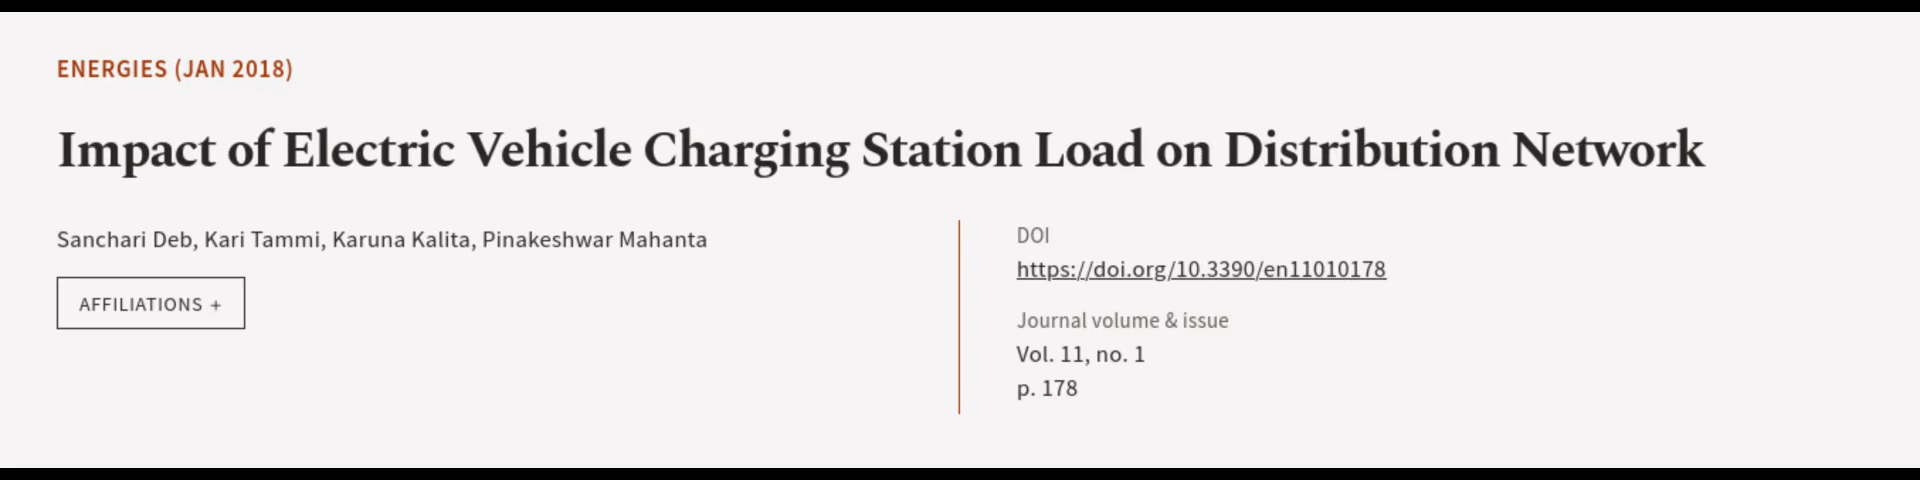 ENERGIES (JAN 2018)
Impact of Electric Vehicle Charging Station Load on Distribution Network
Sanchari Deb, Kari Tammi, Karuna Kalita, Pinakeshwar Mahanta
AFFILIATIONS +
DOI
https://doi.org/10.3390/en11010178
Journal volume & issue
Vol. 11, no. 1
p. 178